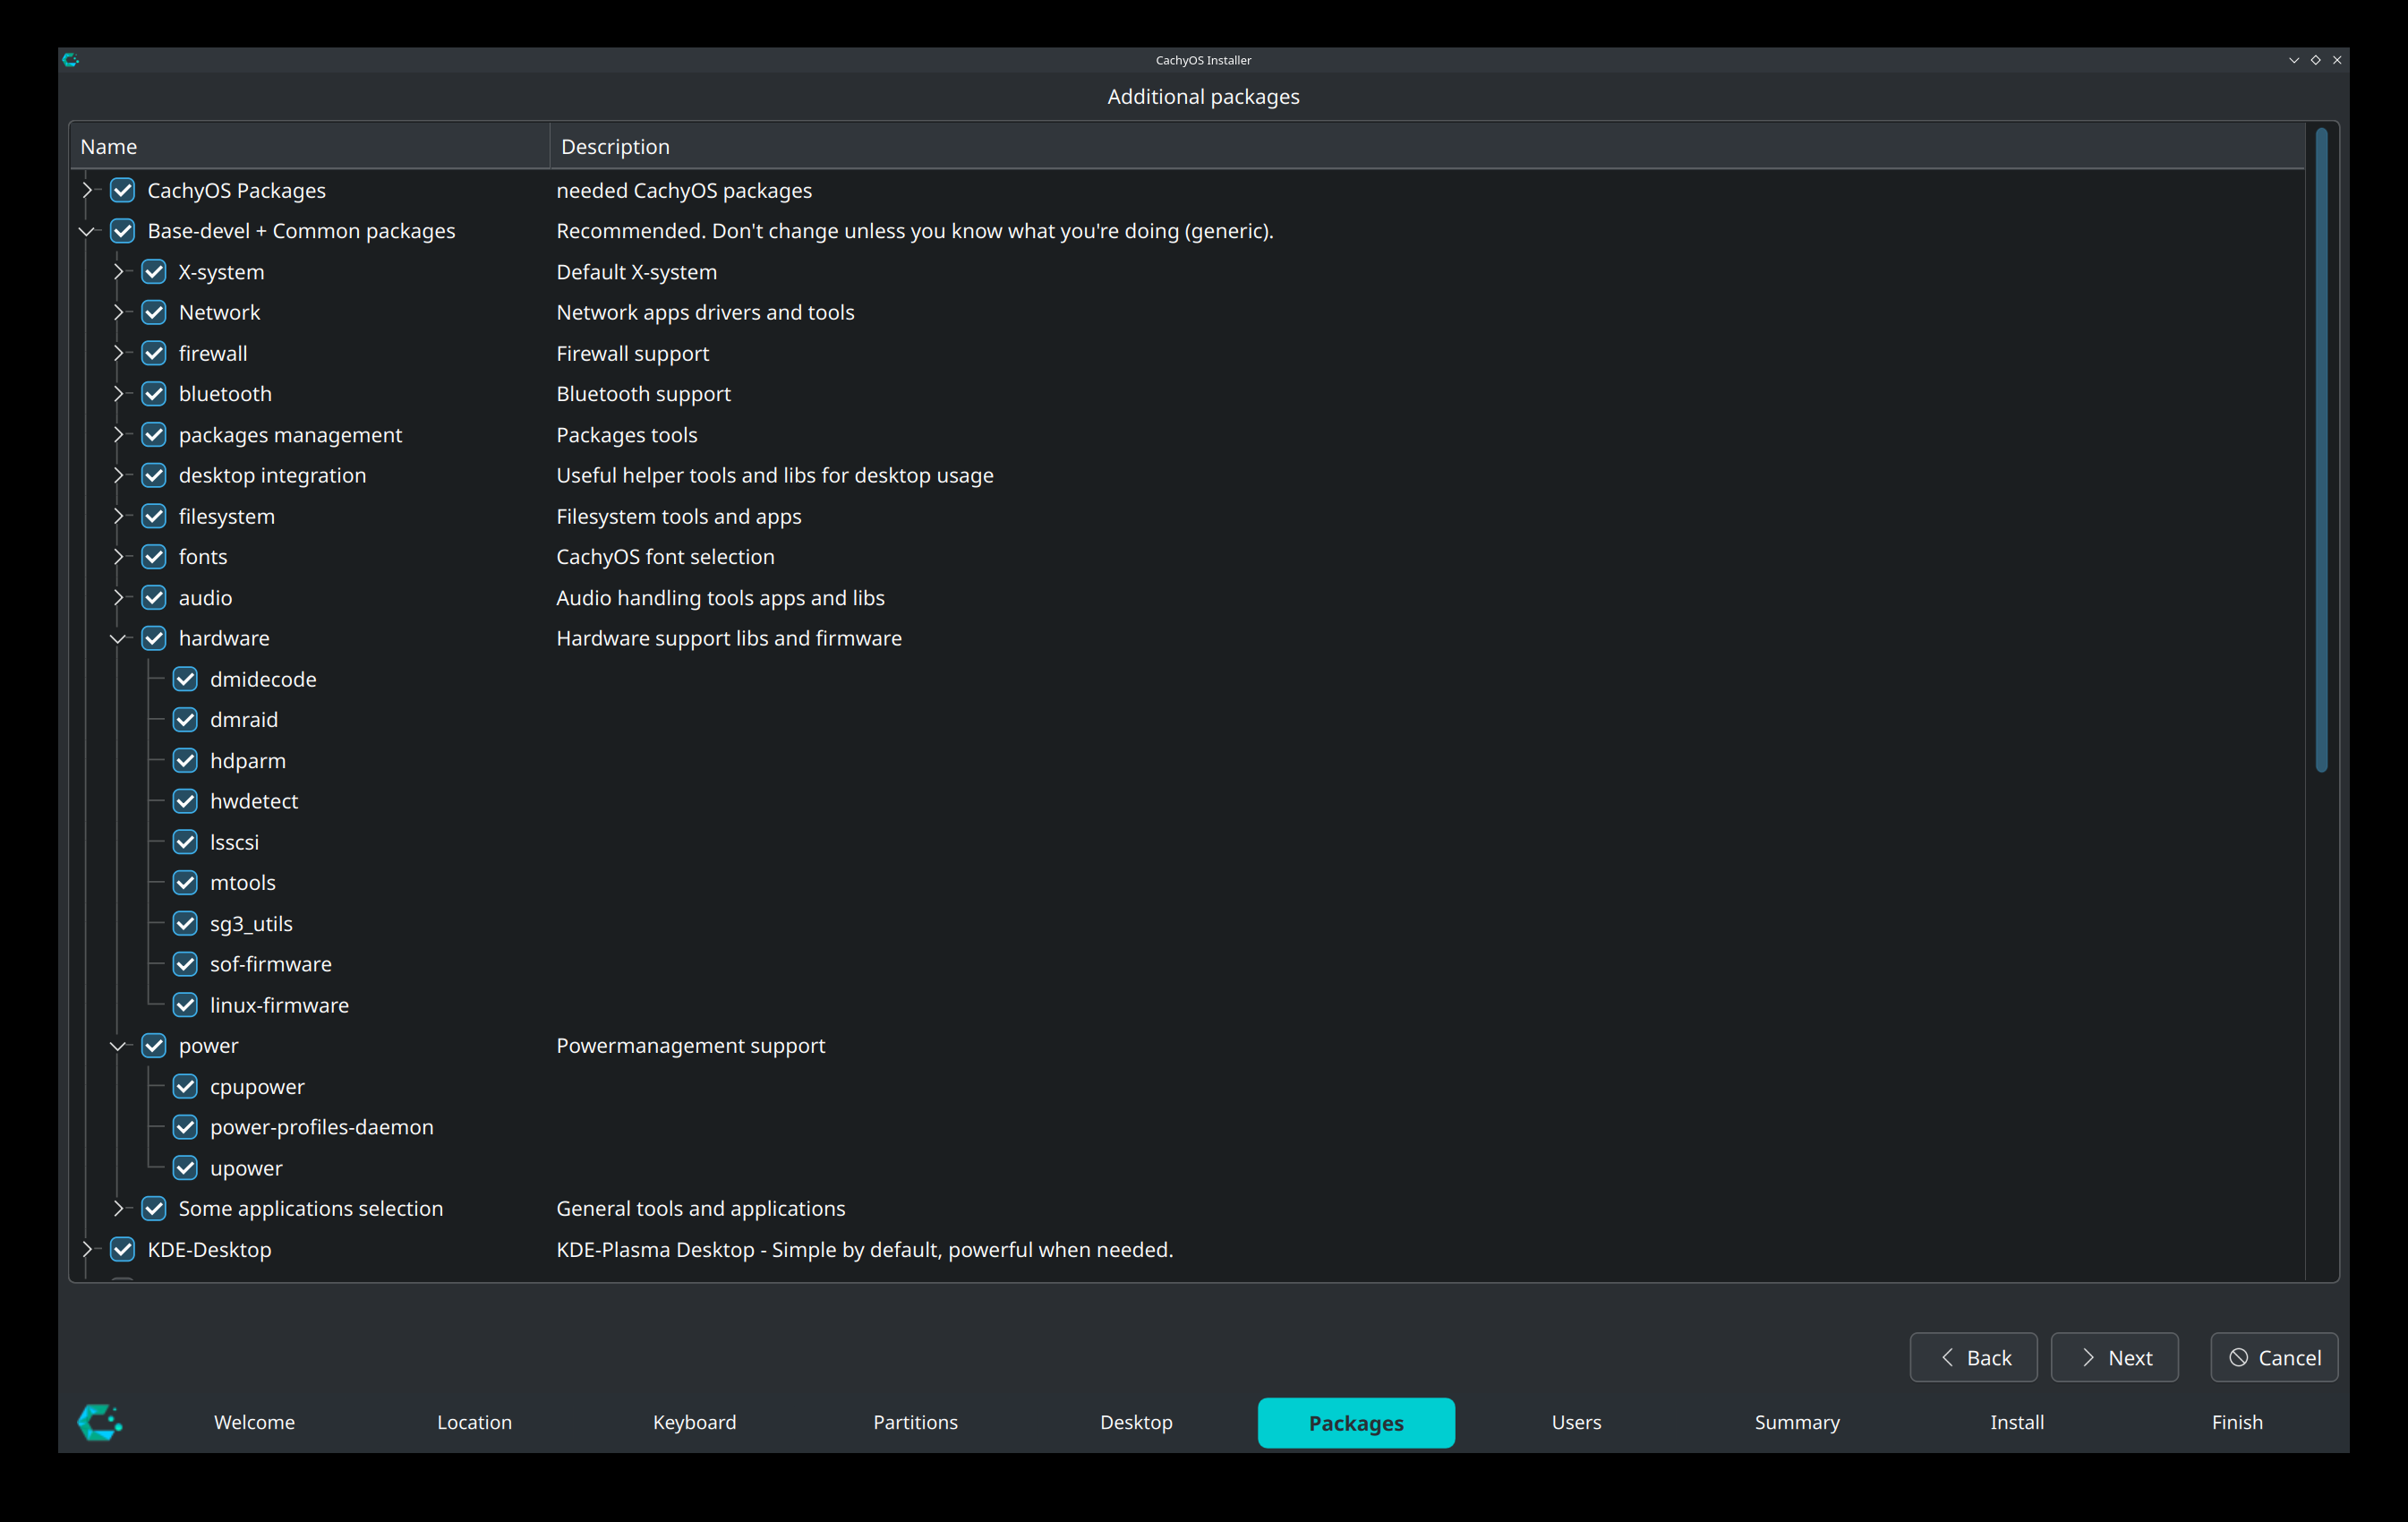 CachyOS Installer
Additional packages
Name Description
CachyOS Packages needed CachyOS packages
Base-devel + Common packages Recommended. Don't change unless you know what you're doing (generic).
X-system Default X-system
Network Network apps drivers and tools
firewall Firewall support
bluetooth Bluetooth support
packages management Packages tools
desktop integration Useful helper tools and libs for desktop usage
filesystem Filesystem tools and apps
fonts CachyOS font selection
audio Audio handling tools apps and libs
hardware Hardware support libs and firmware
dmidecode
dmraid
hdparm
hwdetect
lsscsi
mtools
sg3_utils
sof-firmware
linux-firmware
power Powermanagement support
cpupower
power-profiles-daemon
upower
Some applications selection General tools and applications
KDE-Desktop KDE-Plasma Desktop - Simple by default, powerful when needed.
Back Next Cancel
Welcome Location Keyboard Partitions Desktop Packages Users Summary Install Finish